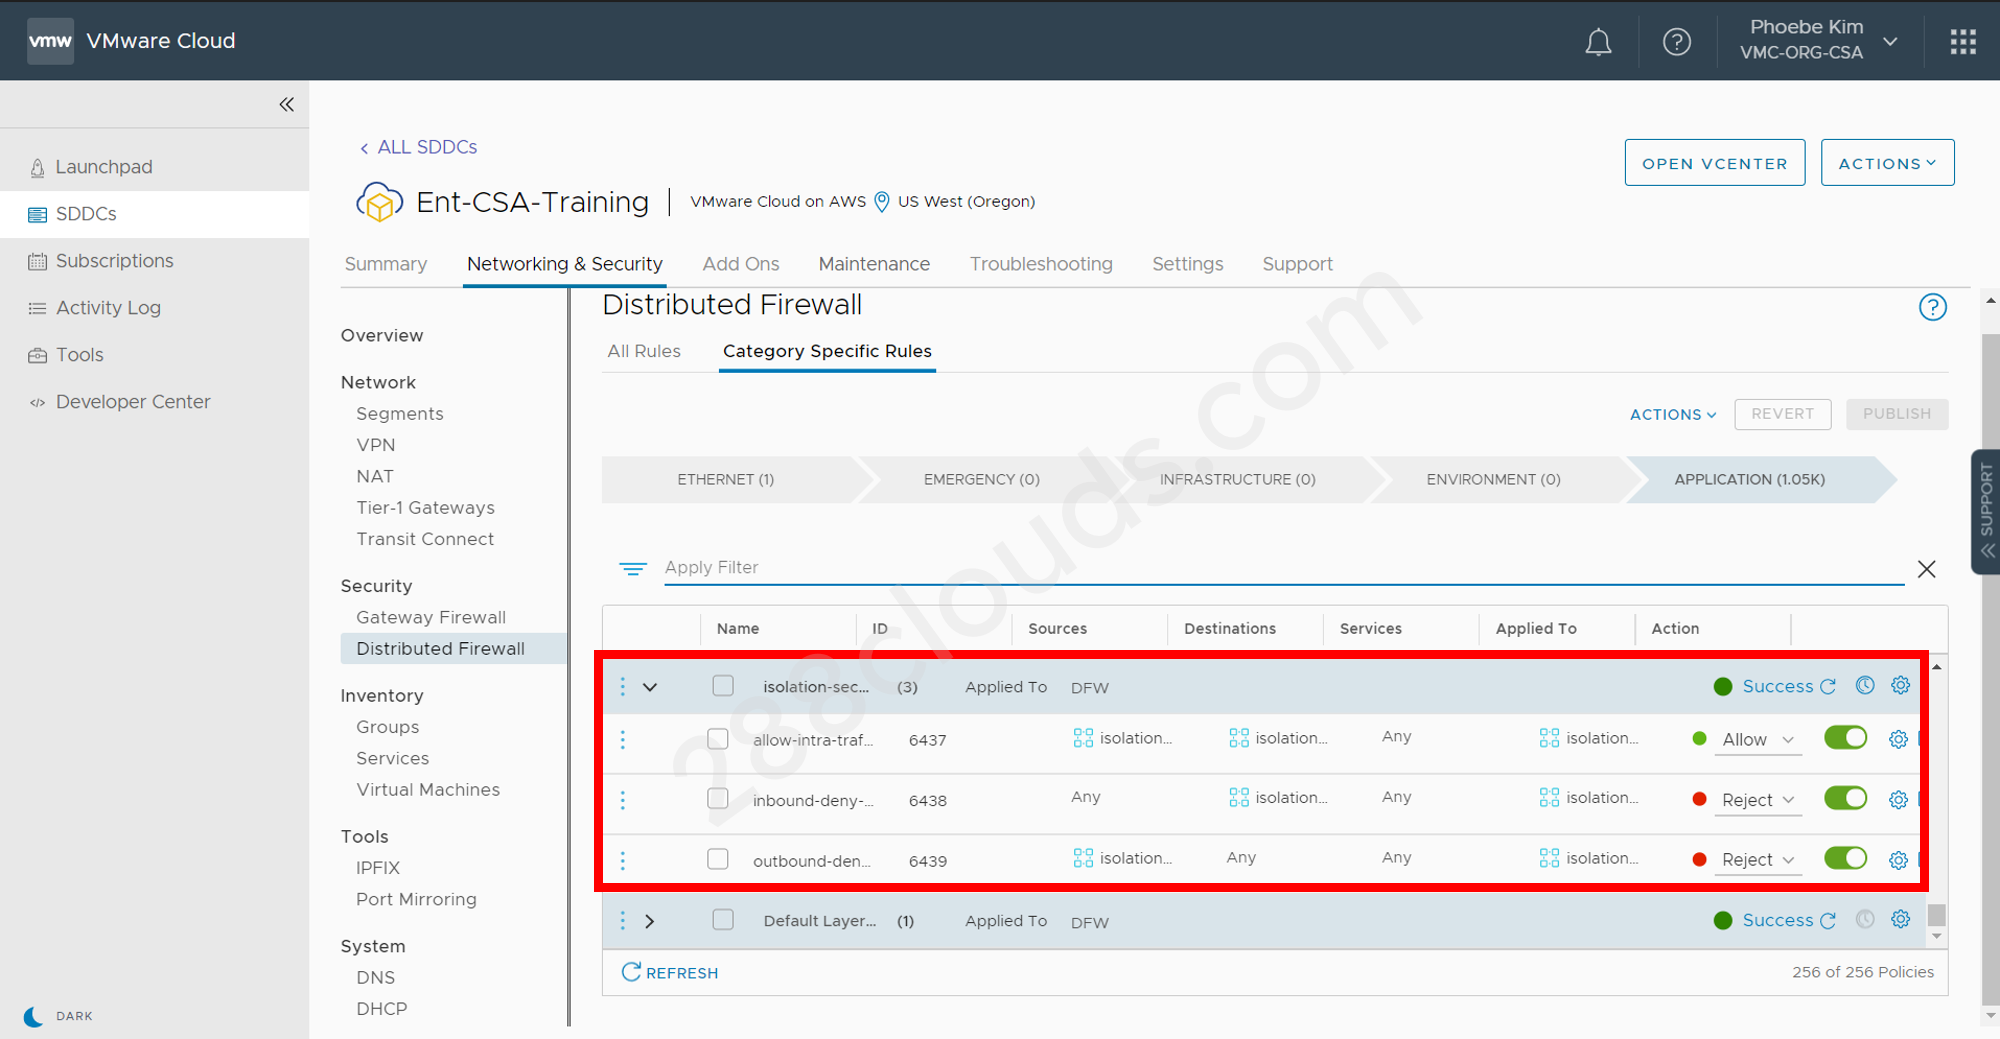 vmw VMware Cloud
Phoebe Kim
VMC-ORG-CSA
Launchpad
SDDCs
Subscriptions
Activity Log
Tools
Developer Center
DARK
ALL SDDCs
OPEN VCENTER
ACTIONS
Ent-CSA-Training
VMware Cloud on AWS US West (Oregon)
Summary Networking & Security Add Ons Maintenance Troubleshooting Settings Support
Overview
Network
Segments
VPN
NAT
Tier-1 Gateways
Transit Connect
Security
Gateway Firewall
Distributed Firewall
Inventory
Groups
Services
Virtual Machines
Tools
IPFIX
Port Mirroring
System
DNS
DHCP
Distributed Firewall
All Rules Category Specific Rules
ACTIONS REVERT PUBLISH
ETHERNET (1) EMERGENCY (0) INFRASTRUCTURE (0) ENVIRONMENT (0) APPLICATION (1.05K)
Apply Filter
Name ID Sources Destinations Services Applied To Action
isolation-sec... (3) Applied To DFW Success
allow-intra-traf... 6437 isolation... isolation... Any isolation... Allow
inbound-deny-... 6438 Any isolation... Any isolation... Reject
outbound-den... 6439 isolation... Any Any isolation... Reject
Default Layer... (1) Applied To DFW Success
REFRESH 256 of 256 Policies
SUPPORT
288clouds.com